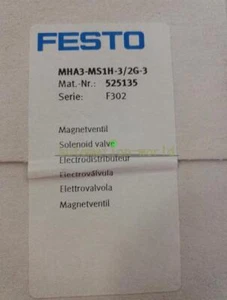 FESTO
MHA3-MS1H-3/2G-3
Mat.-Nr.: 525135
Serie: F302
Magnetventil
Solenoid valve
Electrodistributeur
Electroválvula
Elettrovalvola
Magnetventil